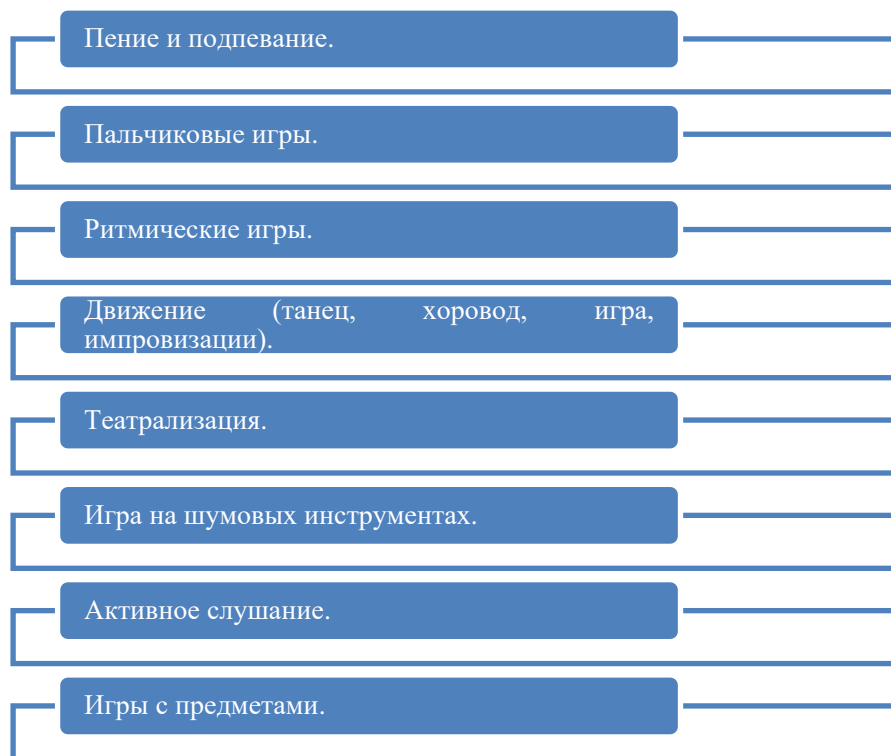 Пение и подпевание.
Пальчиковые игры.
Ритмические игры.
Движение (танец, хоровод, игра,
импровизации).
Театрализация.
Игра на шумовых инструментах.
Активное слушание.
Игры с предметами.